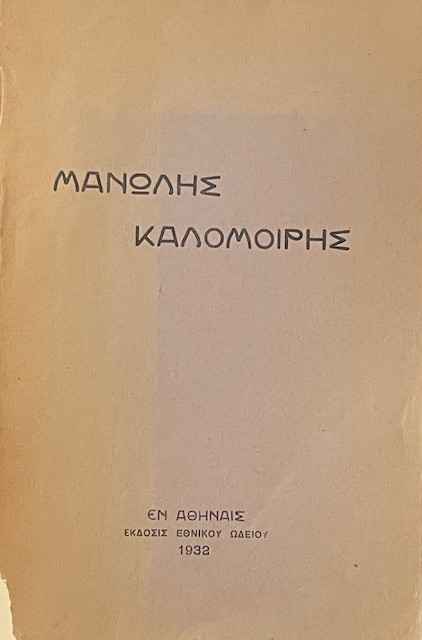 ΜΑΝΩΛΗΣ
ΚΑΛΟΜΟΙΡΗΣ
ΕΝ ΑΘΗΝΑΙΣ
ΕΚΔΟΣΙΣ ΕΘΝΙΚΟΥ ΩΔΕΙΟΥ
1932